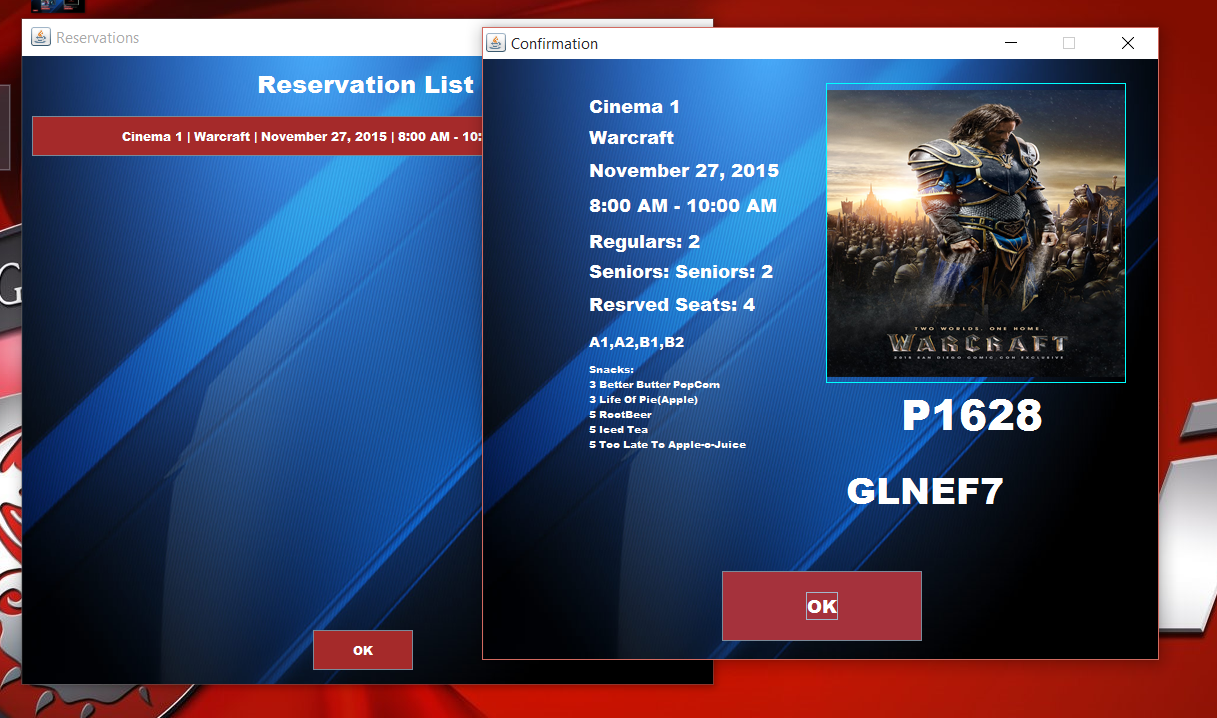 Reservations
Reservation List
Cinema 1 | Warcraft | November 27, 2015 | 8:00 AM - 10:
OK
Confirmation
Cinema 1
Warcraft
November 27, 2015
8:00 AM - 10:00 AM
Regulars: 2
Seniors: Seniors: 2
Resrved Seats: 4
A1,A2,B1,B2
Snacks:
3 Better Butter PopCorn
3 Life Of Pie(Apple)
5 RootBeer
5 Iced Tea
5 Too Late To Apple-o-Juice
TWO WORLDS. ONE HOME.
WARCRAFT
2015 SAN DIEGO COMIC-CON EXCLUSIVE
P1628
GLNEF7
OK
G